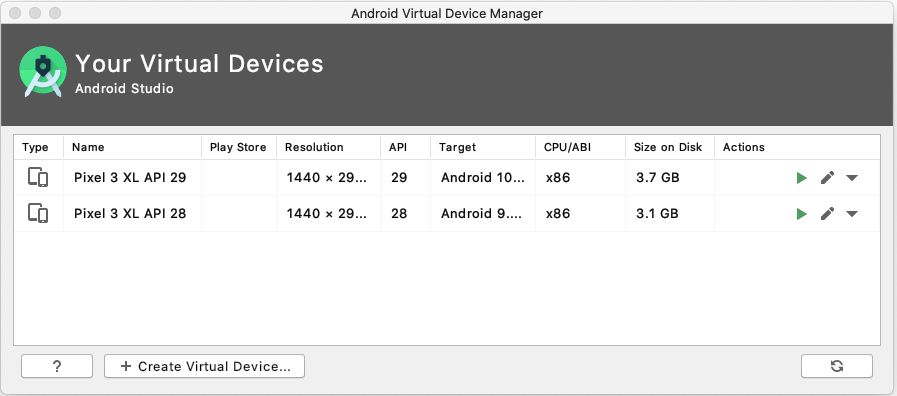 Android Virtual Device Manager
Your Virtual Devices
Android Studio
Type Name Play Store Resolution API Target CPU/ABI Size on Disk Actions
Pixel 3 XL API 29 1440 × 29... 29 Android 10... x86 3.7 GB
Pixel 3 XL API 28 1440 × 29... 28 Android 9.... x86 3.1 GB
? + Create Virtual Device...